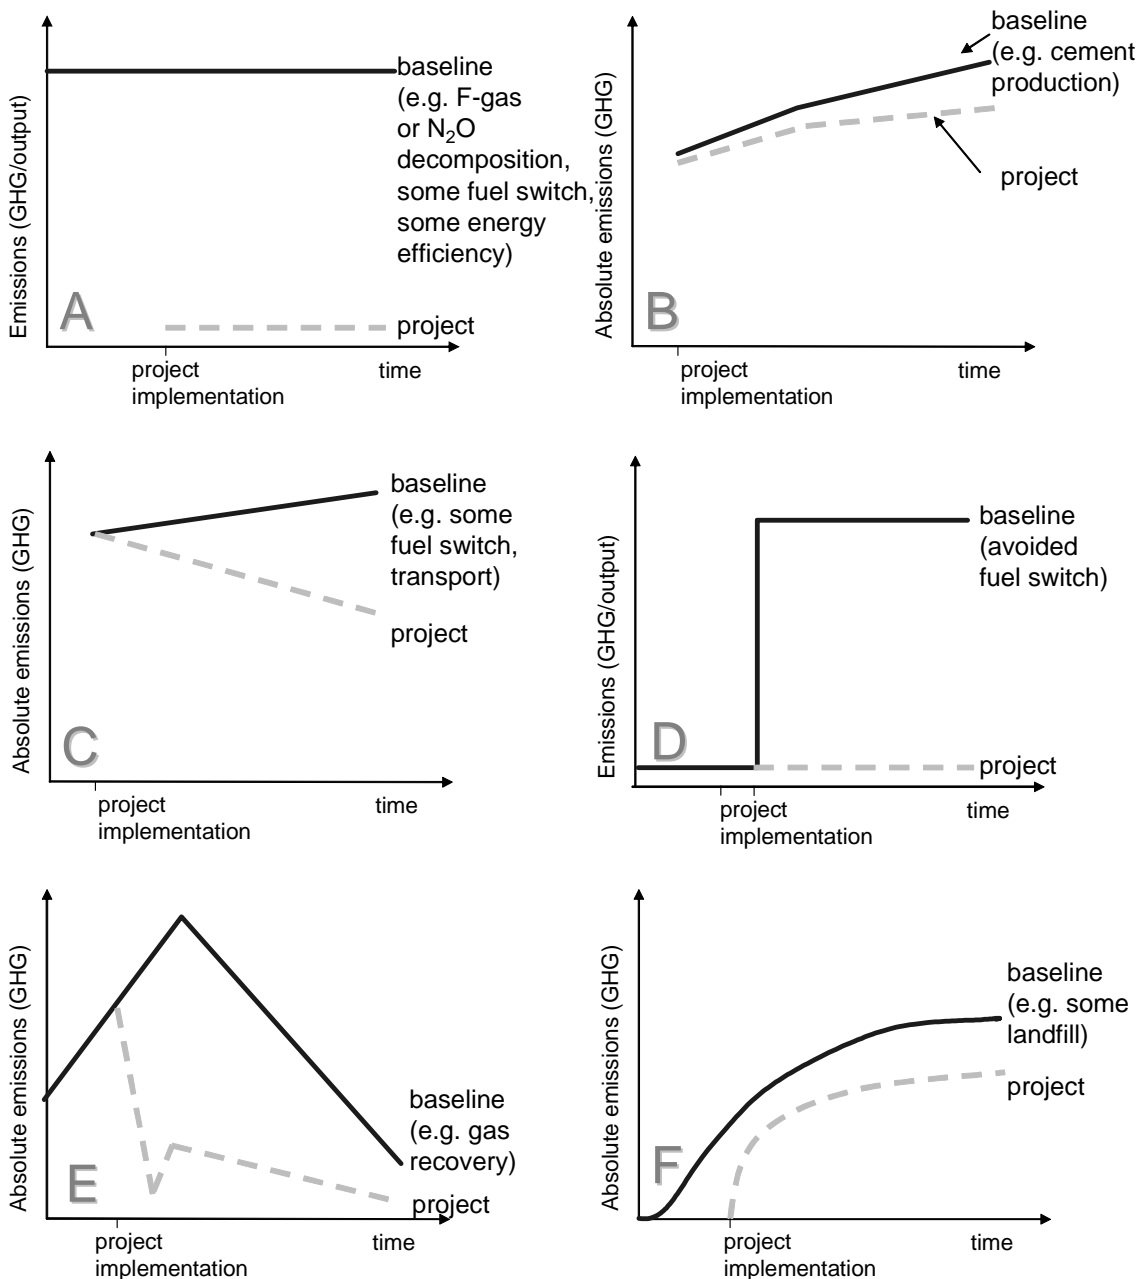 Emissions (GHG/output)
baseline
(e.g. F-gas
or N₂O
decomposition,
some fuel switch,
some energy
efficiency)
A
project
project
implementation
time
Absolute emissions (GHG)
baseline
(e.g. cement
production)
project
B
project
implementation
time
Absolute emissions (GHG)
baseline
(e.g. some
fuel switch,
transport)
project
C
project
implementation
time
Emissions (GHG/output)
baseline
(avoided
fuel switch)
D
project
project
implementation
time
Absolute emissions (GHG)
baseline
(e.g. gas
recovery)
E
project
project
implementation
time
Absolute emissions (GHG)
baseline
(e.g. some
landfill)
project
F
project
implementation
time